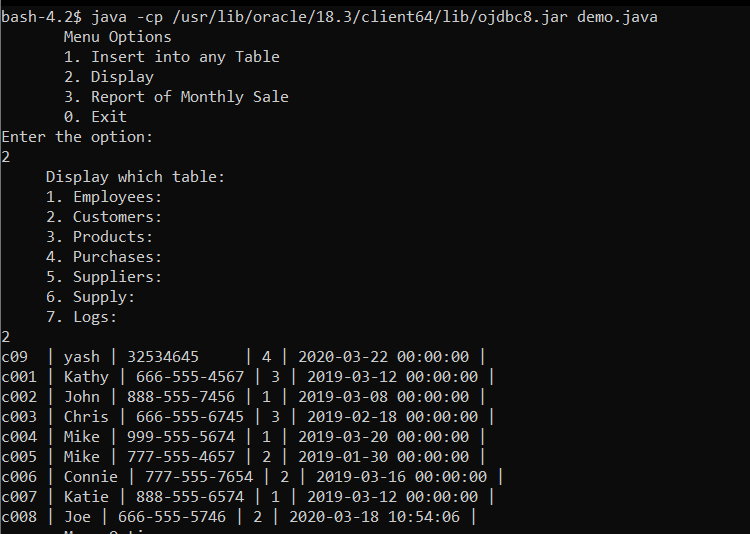 bash-4.2$ java -cp /usr/lib/oracle/18.3/client64/lib/ojdbc8.jar demo.java
Menu Options
1. Insert into any Table
2. Display
3. Report of Monthly Sale
0. Exit
Enter the option:
2
Display which table:
1. Employees:
2. Customers:
3. Products:
4. Purchases:
5. Suppliers:
6. Supply:
7. Logs:
2
c09  | yash | 32534645     | 4 | 2020-03-22 00:00:00 |
c001 | Kathy | 666-555-4567 | 3 | 2019-03-12 00:00:00 |
c002 | John | 888-555-7456 | 1 | 2019-03-08 00:00:00 |
c003 | Chris | 666-555-6745 | 3 | 2019-02-18 00:00:00 |
c004 | Mike | 999-555-5674 | 1 | 2019-03-20 00:00:00 |
c005 | Mike | 777-555-4657 | 2 | 2019-01-30 00:00:00 |
c006 | Connie | 777-555-7654 | 2 | 2019-03-16 00:00:00 |
c007 | Katie | 888-555-6574 | 1 | 2019-03-12 00:00:00 |
c008 | Joe | 666-555-5746 | 2 | 2020-03-18 10:54:06 |